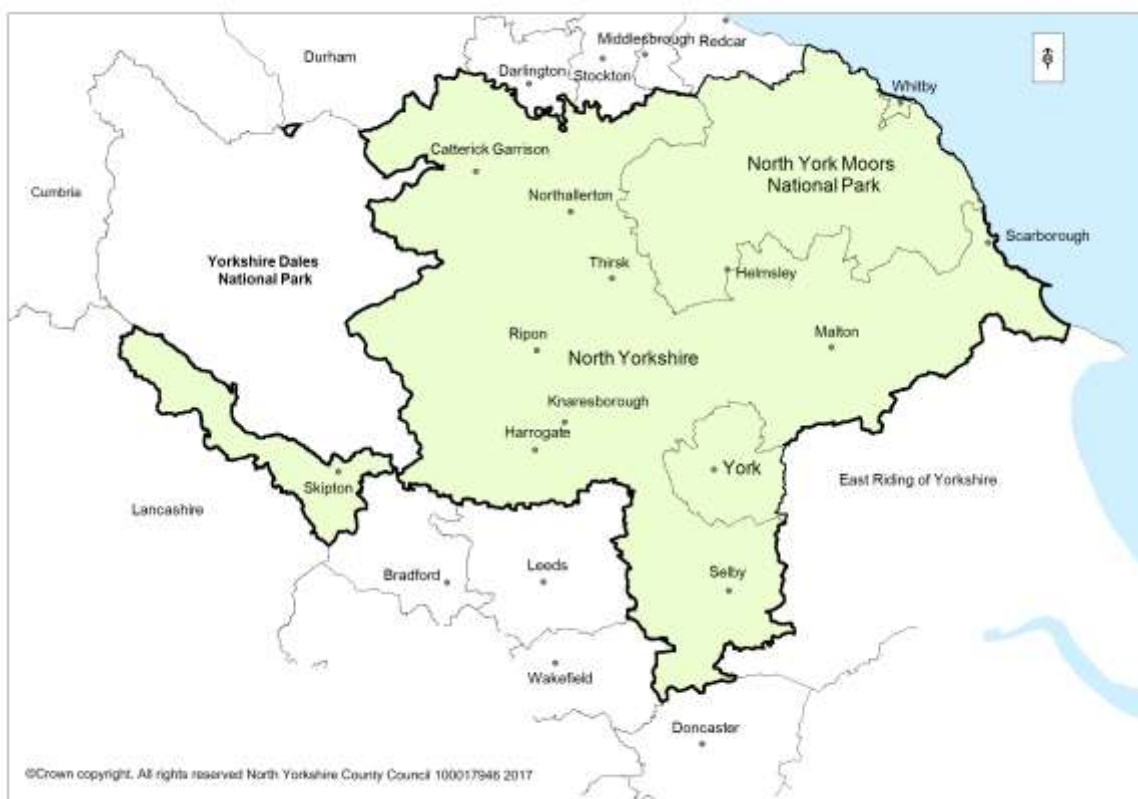 Middlesbrough
Redcar
Durham
Darlington
Stockton
Whitby
Catterick Garrison
North York Moors
National Park
Cumbria
Northallerton
Scarborough
Yorkshire Dales
National Park
Thirsk
Helmsley
Ripon
North Yorkshire
Malton
Knaresborough
Harrogate
York
Skipton
East Riding of Yorkshire
Lancashire
Bradford
Leeds
Selby
Wakefield
Doncaster
©Crown copyright. All rights reserved North Yorkshire County Council 100017946 2017